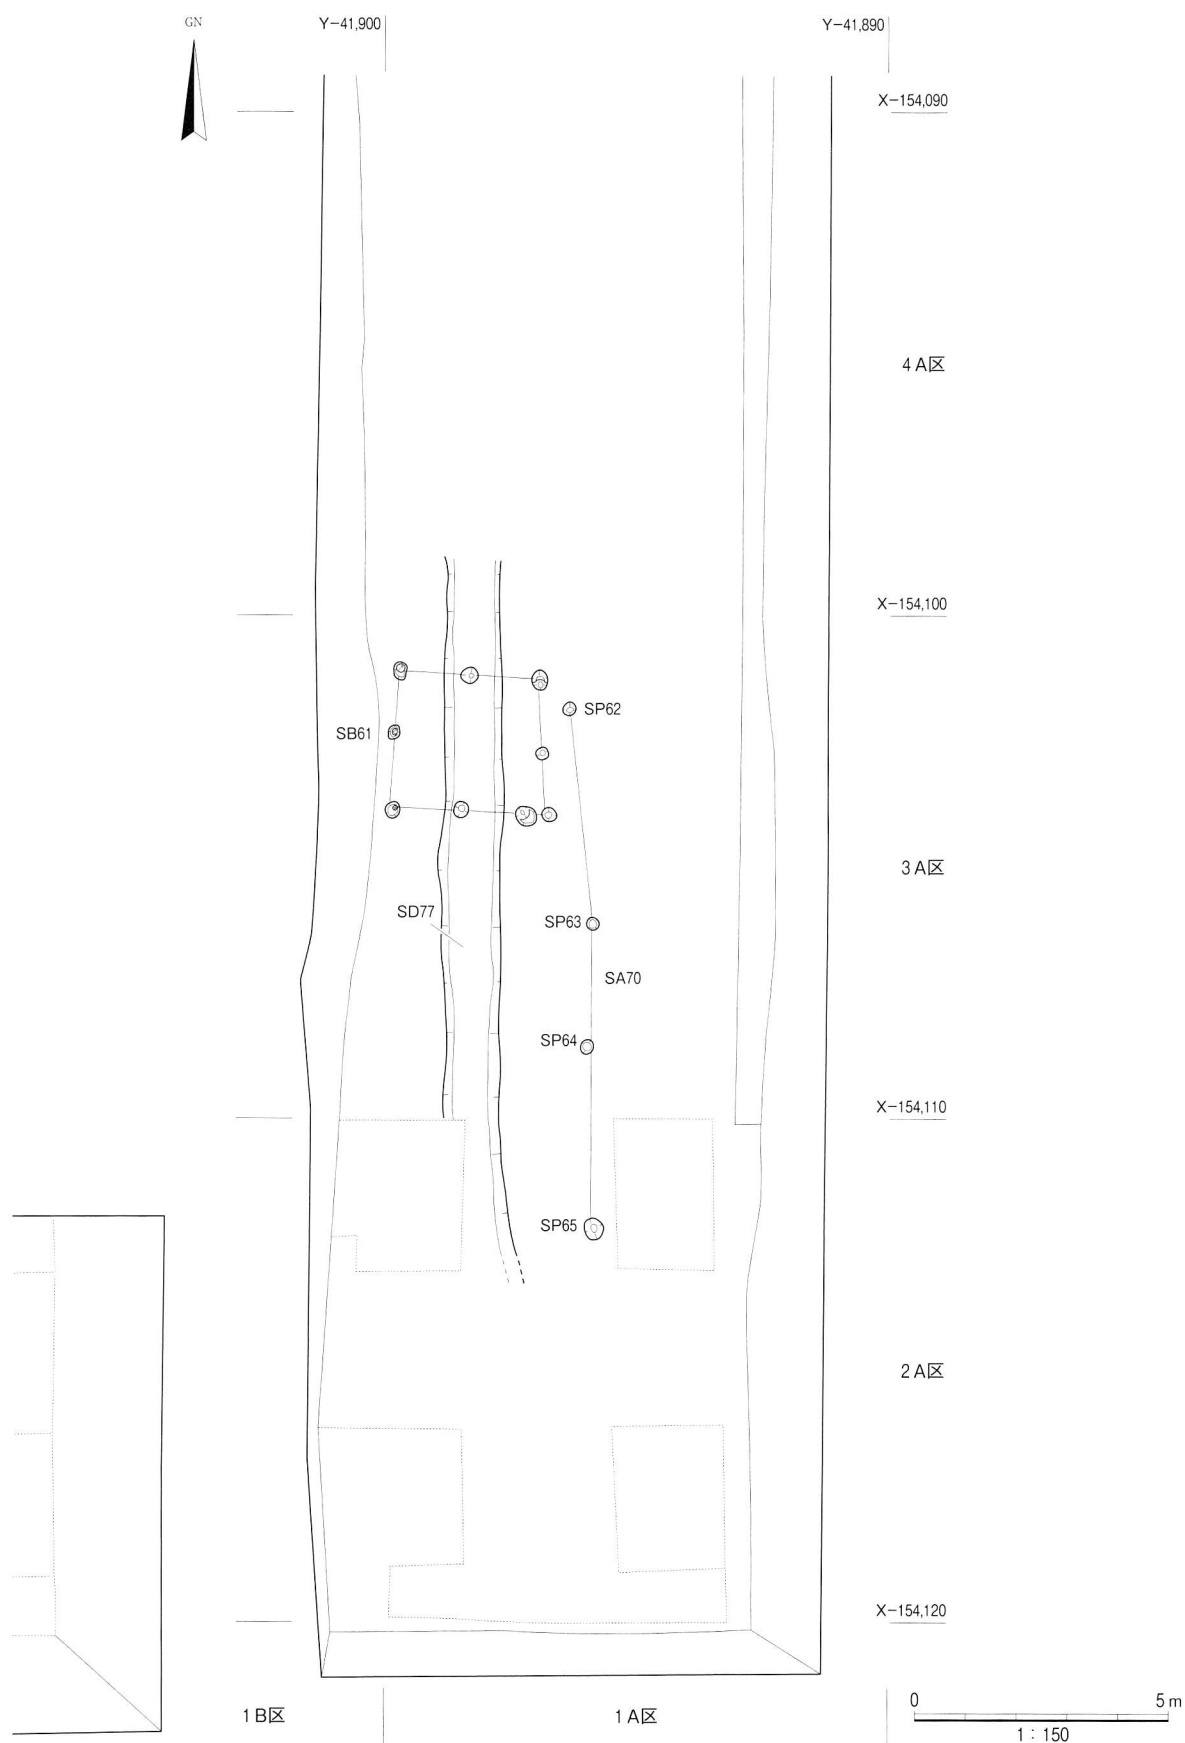 GN
Y-41,900
Y-41,890
X-154,090
4A区
X-154,100
SP62
SB61
3A区
SD77
SP63
SA70
SP64
X-154,110
SP65
2A区
X-154,120
1B区
1A区
0
5m
1:150